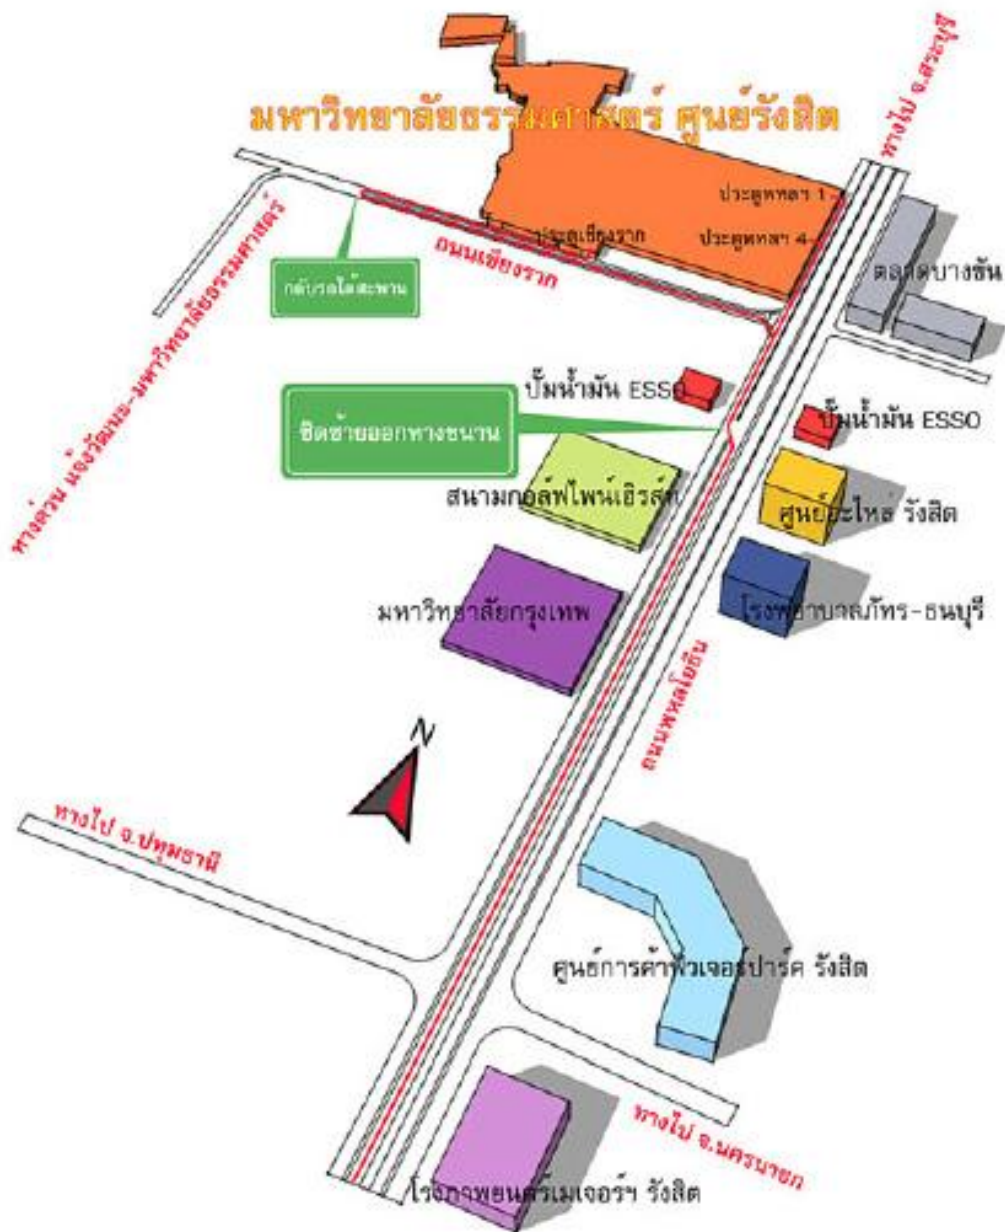 ทางไป จ.สระบุรี
มหาวิทยาลัยธรรมศาสตร์ ศูนย์รังสิต
ประตูพหลฯ 1
ประตูพหลฯ 4
ประตูเชียงราก
ถนนเชียงราก
กลับรถใต้สะพาน
ตลาดบางขัน
ทางด่วน แจ้งวัฒนะ-มหาวิทยาลัยธรรมศาสตร์
ปั๊มน้ำมัน ESSO
ปั๊มน้ำมัน ESSO
ชิดซ้ายออกทางขนาน
สนามกอล์ฟไพน์เฮิร์สท
ศูนย์อะไหล่ รังสิต
มหาวิทยาลัยกรุงเทพ
โรงพยาบาลภัทร-ธนบุรี
ถนนพหลโยธิน
N
ทางไป จ.ปทุมธานี
ศูนย์การค้าฟิวเจอร์ปาร์ค รังสิต
ทางไป จ.นครนายก
โรงภาพยนตร์เมเจอร์ฯ รังสิต